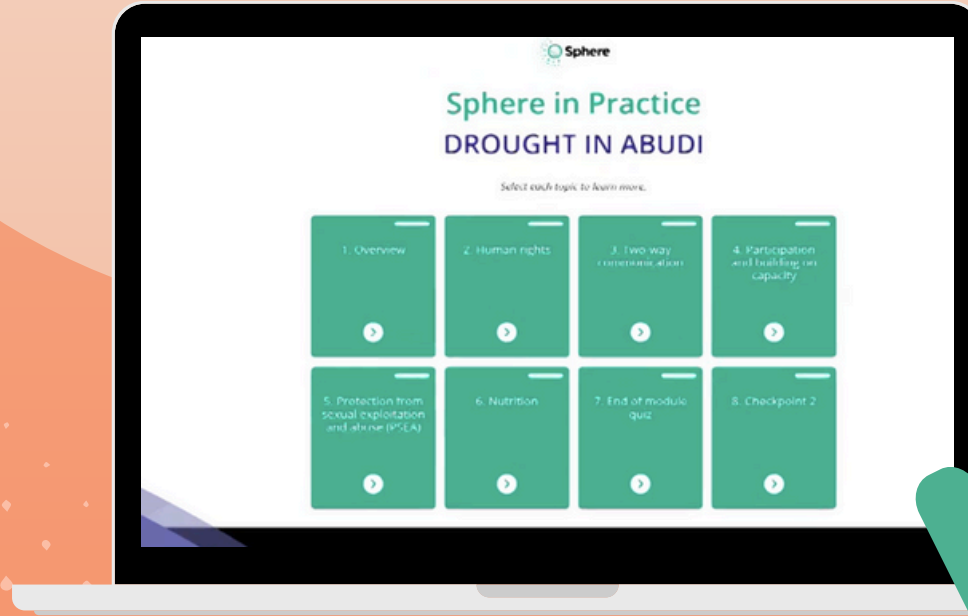 Sphere
Sphere in Practice
DROUGHT IN ABUDI
Select each topic to learn more.
1. Overview
2. Human rights
3. Two-way
communication
4. Participation
and building on
capacity
5. Protection from
sexual exploitation
and abuse (PSEA)
6. Nutrition
7. End of module
quiz
8. Checkpoint 2